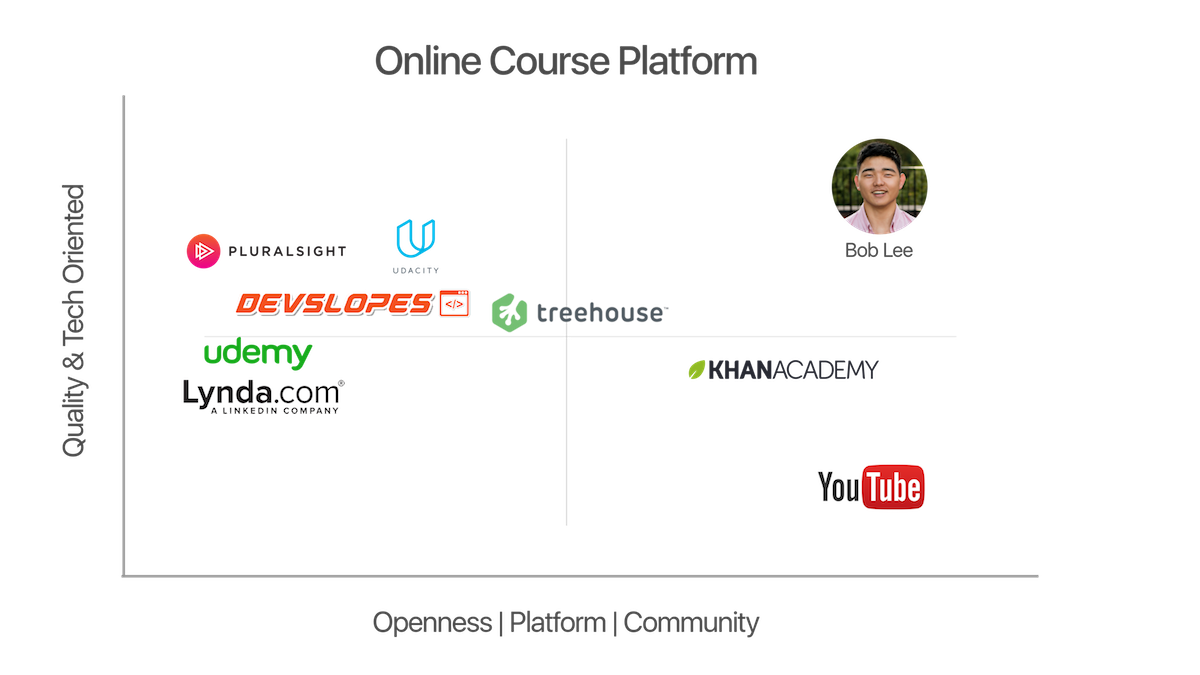 Online Course Platform
Quality & Tech Oriented
Bob Lee
PLURALSIGHT
UDACITY
DEVSLOPES </>
treehouse™
udemy
KHANACADEMY
Lynda.com®
A LINKEDIN COMPANY
YouTube
Openness | Platform | Community